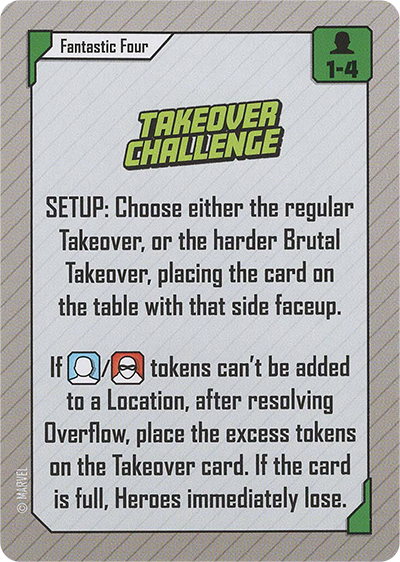 Fantastic Four
1-4
TAKEOVER
CHALLENGE
SETUP: Choose either the regular
Takeover, or the harder Brutal
Takeover, placing the card on
the table with that side faceup.
If / tokens can't be added
to a Location, after resolving
Overflow, place the excess tokens
on the Takeover card. If the card
is full, Heroes immediately lose.
© MARVEL